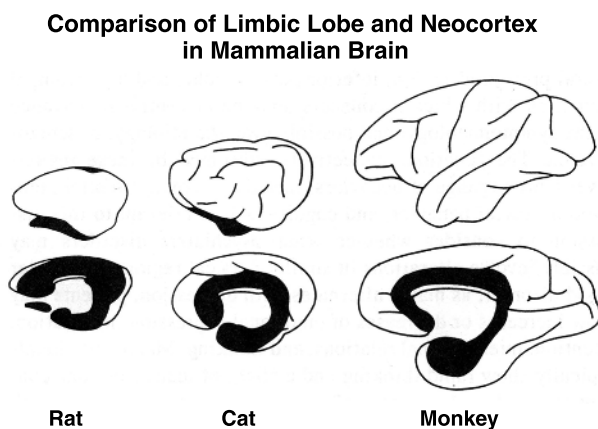 Comparison of Limbic Lobe and Neocortex
in Mammalian Brain
Rat Cat Monkey